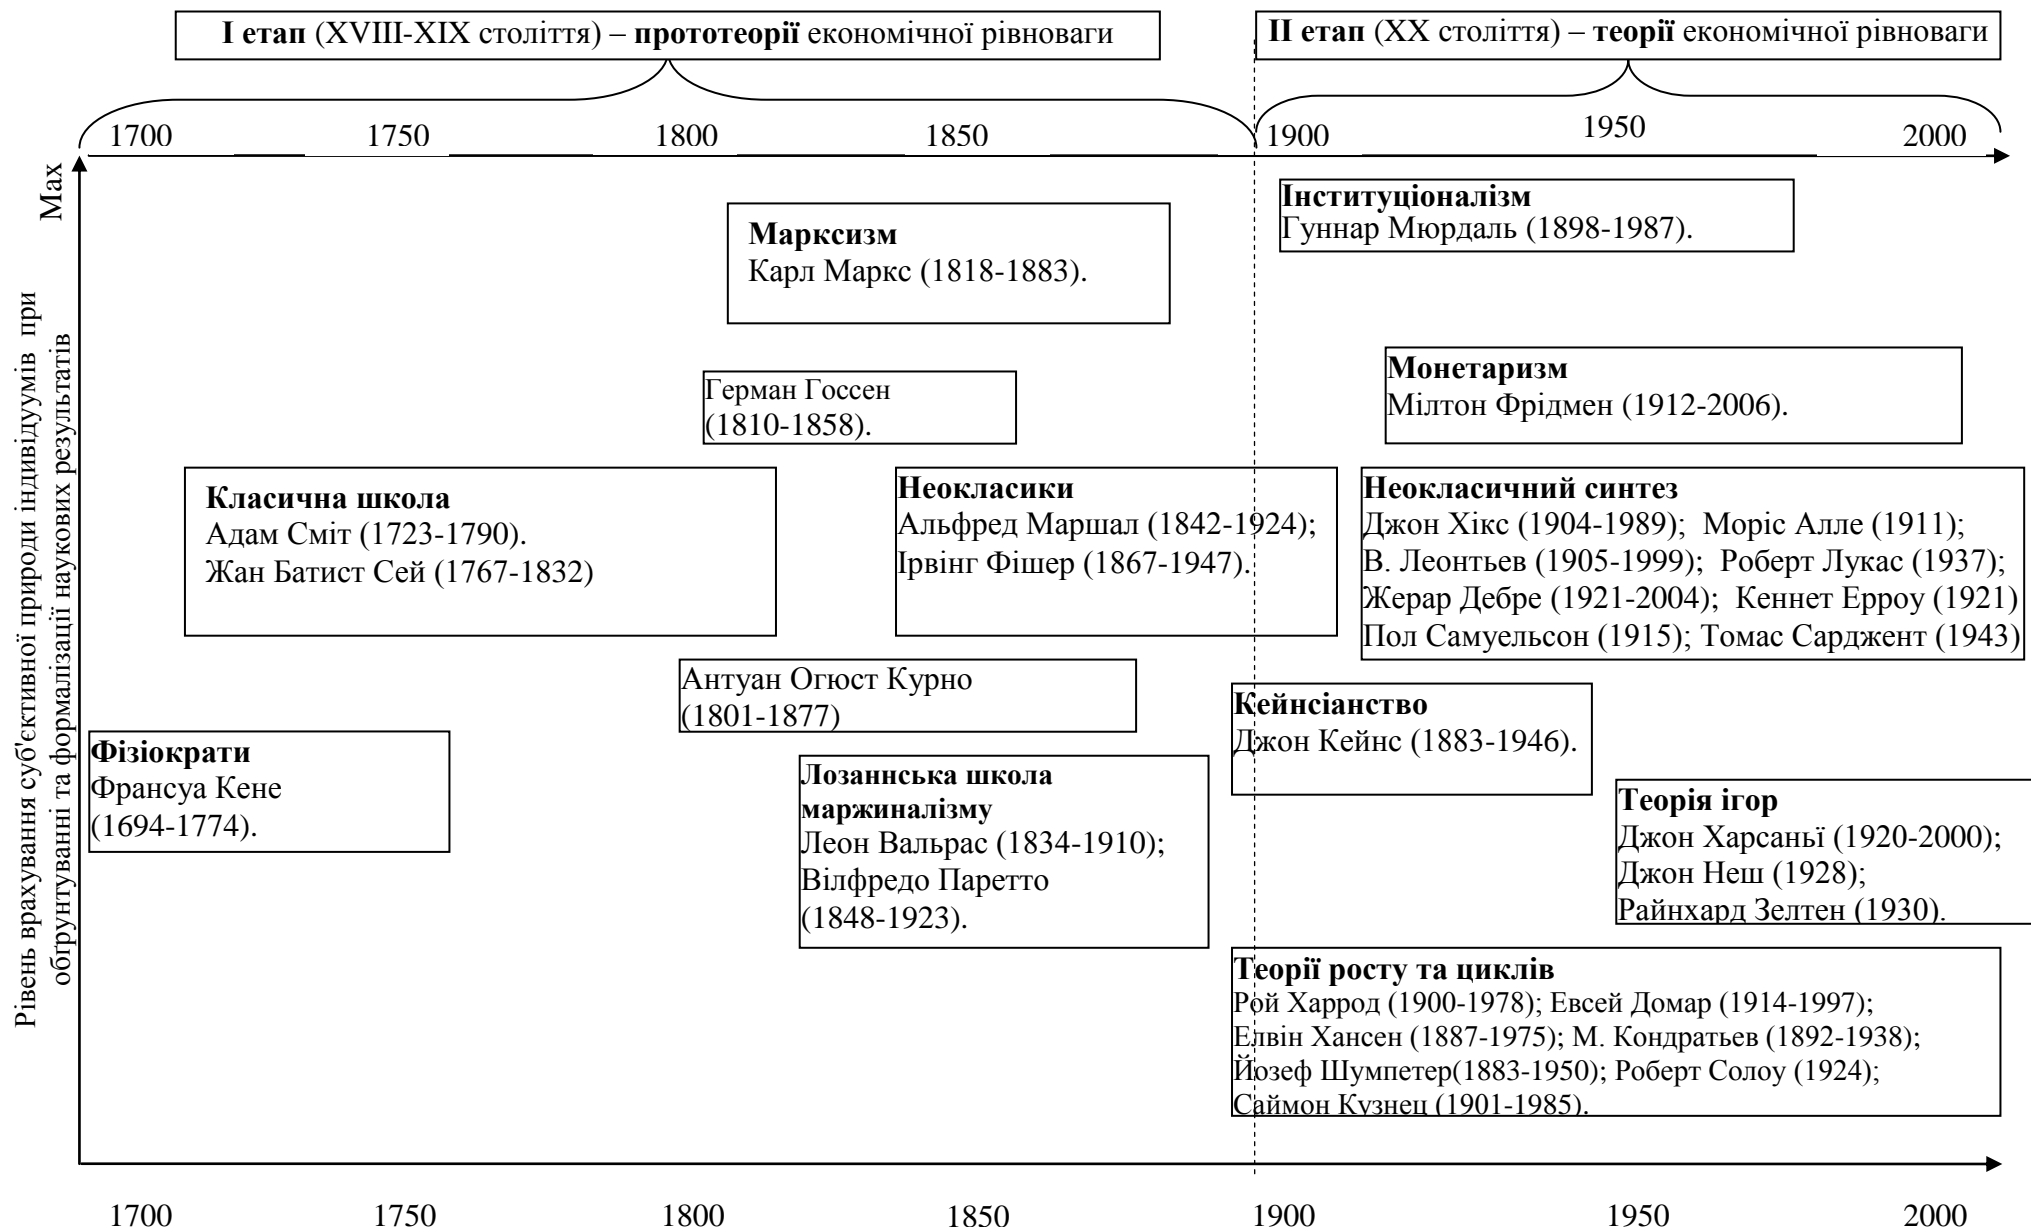 І етап (XVIII-XIX століття) – прототеорії економічної рівноваги
ІІ етап (XX століття) – теорії економічної рівноваги
1700 1750 1800 1850 1900 1950 2000
Max
Рівень врахування суб'єктивної природи індивідуумів при
обґрунтуванні та формалізації наукових результатів
Інституціоналізм
Гуннар Мюрдаль (1898-1987).
Марксизм
Карл Маркс (1818-1883).
Монетаризм
Мілтон Фрідмен (1912-2006).
Герман Госсен
(1810-1858).
Класична школа
Адам Сміт (1723-1790).
Жан Батист Сей (1767-1832)
Неокласики
Альфред Маршал (1842-1924);
Ірвінг Фішер (1867-1947).
Неокласичний синтез
Джон Хікс (1904-1989); Моріс Алле (1911);
В. Леонтьев (1905-1999); Роберт Лукас (1937);
Жерар Дебре (1921-2004); Кеннет Ерроу (1921)
Пол Самуельсон (1915); Томас Сарджент (1943)
Антуан Огюст Курно
(1801-1877)
Кейнсіанство
Джон Кейнс (1883-1946).
Фізіократи
Франсуа Кене
(1694-1774).
Лозаннська школа
маржиналізму
Леон Вальрас (1834-1910);
Вілфредо Паретто
(1848-1923).
Теорія ігор
Джон Харсаньї (1920-2000);
Джон Неш (1928);
Райнхард Зелтен (1930).
Теорії росту та циклів
Рой Харрод (1900-1978); Евсей Домар (1914-1997);
Елвін Хансен (1887-1975); М. Кондратьев (1892-1938);
Йозеф Шумпетер(1883-1950); Роберт Солоу (1924);
Саймон Кузнец (1901-1985).
1700 1750 1800 1850 1900 1950 2000